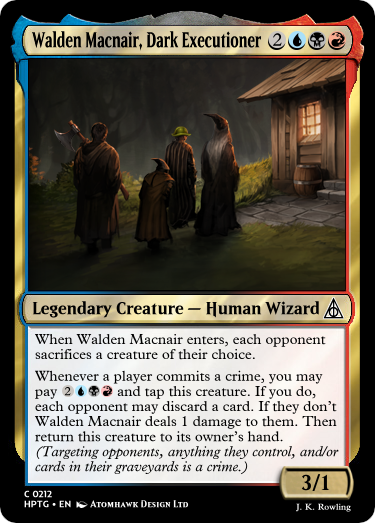 Walden Macnair, Dark Executioner 2
Legendary Creature — Human Wizard
When Walden Macnair enters, each opponent
sacrifices a creature of their choice.
Whenever a player commits a crime, you may
pay 2 and tap this creature. If you do,
each opponent may discard a card. If they don't
Walden Macnair deals 1 damage to them. Then
return this creature to its owner's hand.
(Targeting opponents, anything they control, and/or
cards in their graveyards is a crime.)
3/1
C 0212
HPTG • EN ATOMHAWK DESIGN LTD
J. K. Rowling